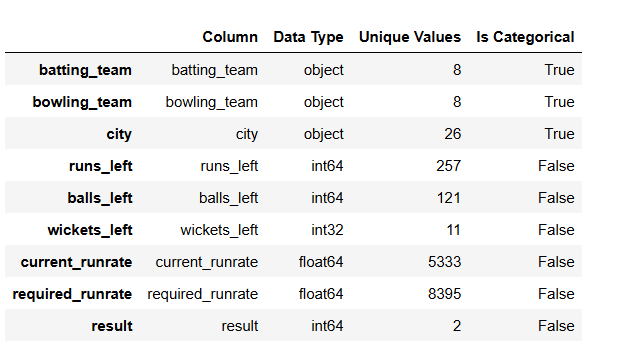 Column Data Type Unique Values Is Categorical
batting_team batting_team object 8 True
bowling_team bowling_team object 8 True
city city object 26 True
runs_left runs_left int64 257 False
balls_left balls_left int64 121 False
wickets_left wickets_left int32 11 False
current_runrate current_runrate float64 5333 False
required_runrate required_runrate float64 8395 False
result result int64 2 False